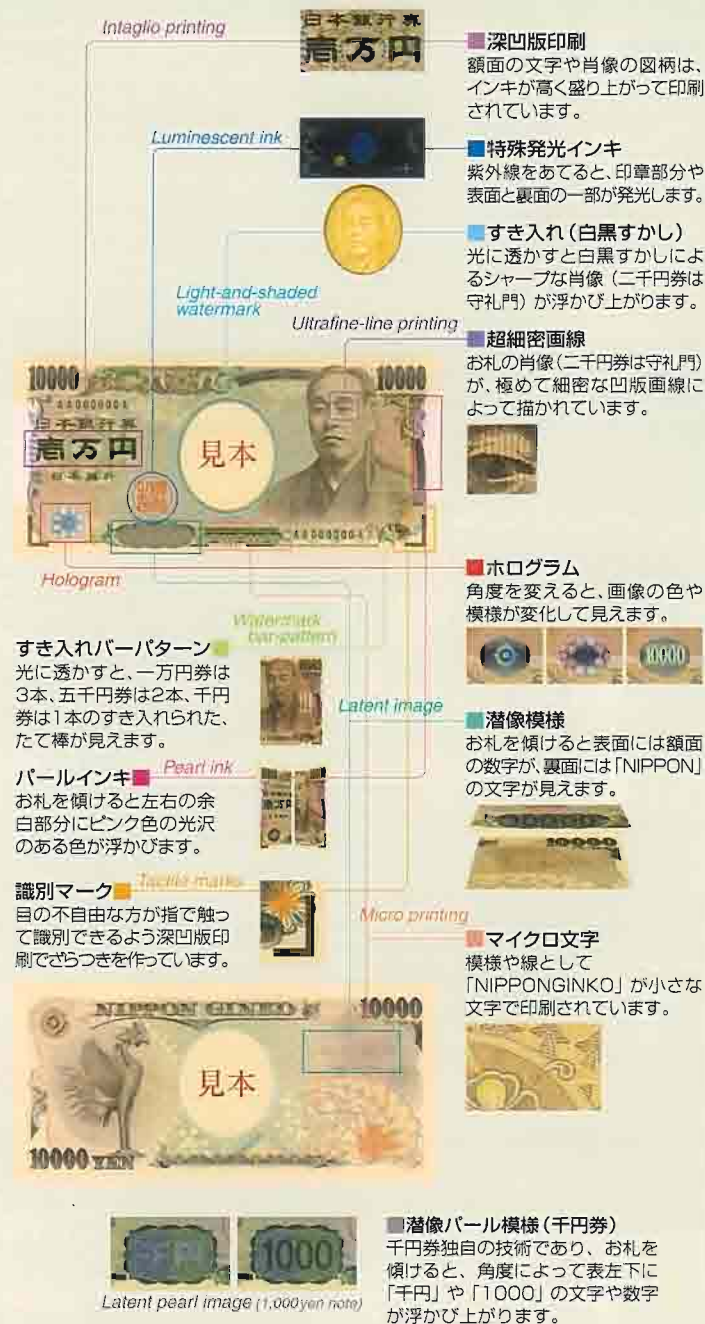 Intaglio printing
日本銀行券
壱万円
■深凹版印刷
額面の文字や肖像の図柄は、
インキが高く盛り上がって印刷
されています。
Luminescent ink
■特殊発光インキ
紫外線をあてると、印章部分や
表面と裏面の一部が発光します。
■すき入れ(白黒すかし)
光に透かすと白黒すかしによ
るシャープな肖像(二千円券は
守礼門)が浮かび上がります。
Light-and-shaded
watermark
Ultrafine-line printing
■超細密画線
お札の肖像(二千円券は守礼門)
が、極めて細密な凹版画線に
よって描かれています。
10000
10000
AA000000A
日本銀行券
壱万円
日本銀行
見本
AA000000A
Hologram
■ホログラム
角度を変えると、画像の色や
模様が変化して見えます。
10000
Watermark
bar-pattern
すき入れバーパターン■
光に透かすと、一万円券は
3本、五千円券は2本、千円
券は1本のすき入れられた、
たて棒が見えます。
Latent image
■潜像模様
お札を傾けると表面には額面
の数字が、裏面には「NIPPON」
の文字が見えます。
10000
Pearl ink
パールインキ■
お札を傾けると左右の余
白部分にピンク色の光沢
のある色が浮かびます。
Tactile marks
識別マーク■
目の不自由な方が指で触っ
て識別できるよう深凹版印
刷でざらつきを作っています。
Micro printing
■マイクロ文字
模様や線として
「NIPPONGINKO」が小さな
文字で印刷されています。
NIPPON GINKO
10000
見本
10000 YEN
千円
1000
Latent pearl image (1,000yen note)
■潜像パール模様(千円券)
千円券独自の技術であり、お札を
傾けると、角度によって表左下に
「千円」や「1000」の文字や数字
が浮かび上がります。